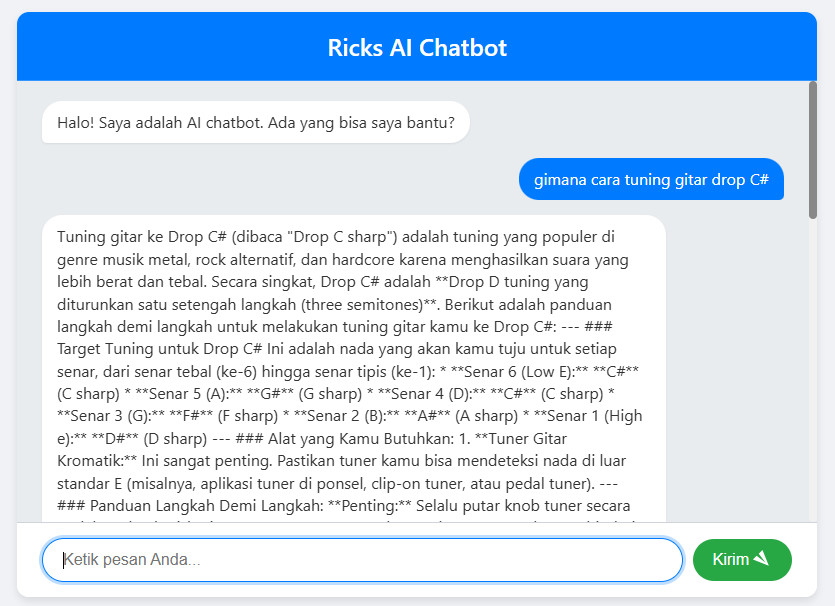 Ricks AI Chatbot
Halo! Saya adalah AI chatbot. Ada yang bisa saya bantu?
gimana cara tuning gitar drop C#
Tuning gitar ke Drop C# (dibaca "Drop C sharp") adalah tuning yang populer di
genre musik metal, rock alternatif, dan hardcore karena menghasilkan suara yang
lebih berat dan tebal. Secara singkat, Drop C# adalah **Drop D tuning yang
diturunkan satu setengah langkah (three semitones)**. Berikut adalah panduan
langkah demi langkah untuk melakukan tuning gitar kamu ke Drop C#: --- ###
Target Tuning untuk Drop C# Ini adalah nada yang akan kamu tuju untuk setiap
senar, dari senar tebal (ke-6) hingga senar tipis (ke-1): * **Senar 6 (Low E):** **C#**
(C sharp) * **Senar 5 (A):** **G#** (G sharp) * **Senar 4 (D):** **C#** (C sharp) *
**Senar 3 (G):** **F#** (F sharp) * **Senar 2 (B):** **A#** (A sharp) * **Senar 1 (High
e):** **D#** (D sharp) --- ### Alat yang Kamu Butuhkan: 1. **Tuner Gitar
Kromatik:** Ini sangat penting. Pastikan tuner kamu bisa mendeteksi nada di luar
standar E (misalnya, aplikasi tuner di ponsel, clip-on tuner, atau pedal tuner). ---
### Panduan Langkah Demi Langkah: **Penting:** Selalu putar knob tuner secara
Ketik pesan Anda...
Kirim